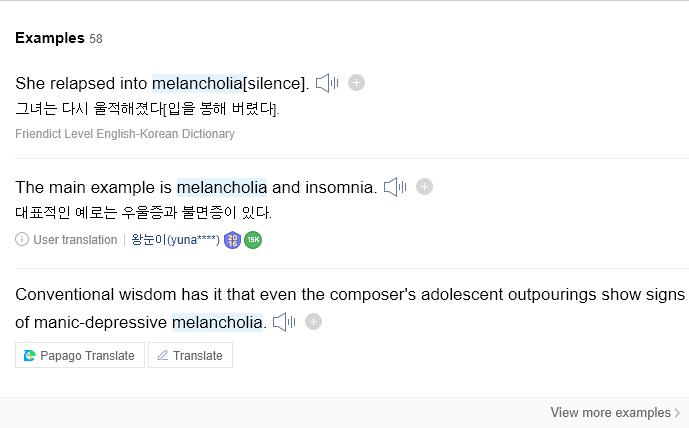 Examples 58
She relapsed into melancholia[silence].
그녀는 다시 울적해졌다[입을 봉해 버렸다].
Friendict Level English-Korean Dictionary
The main example is melancholia and insomnia.
대표적인 예로는 우울증과 불면증이 있다.
User translation | 왕눈이(yuna****) 2016 15K
Conventional wisdom has it that even the composer's adolescent outpourings show signs
of manic-depressive melancholia.
Papago Translate Translate
View more examples